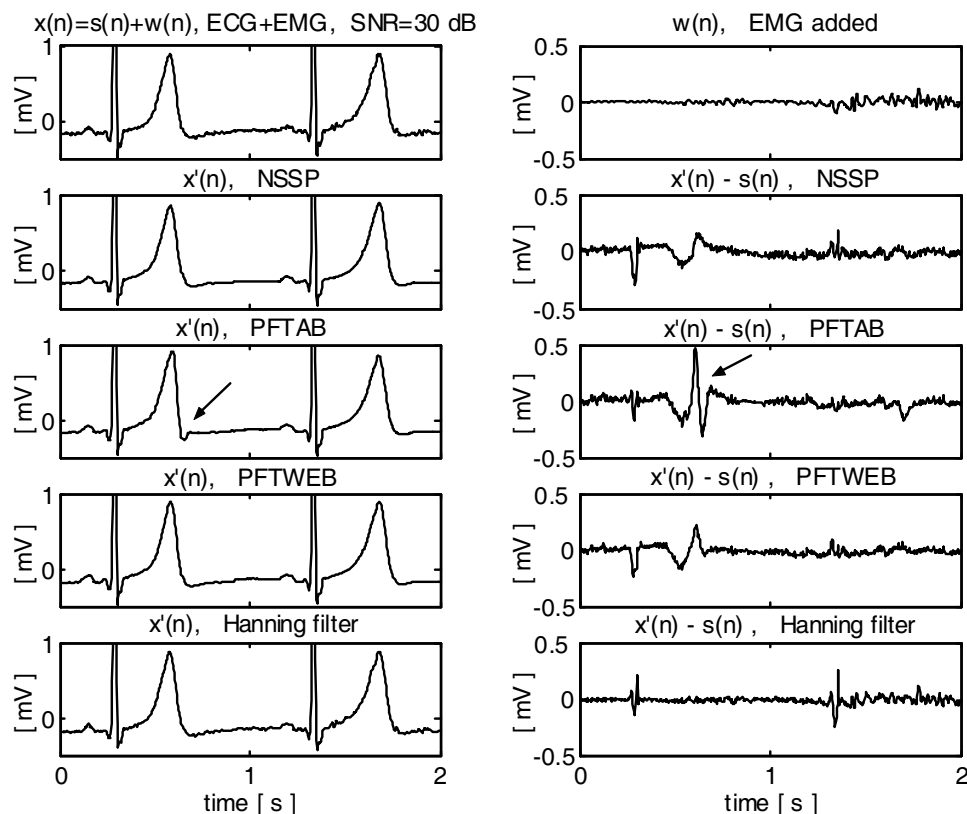 x(n)=s(n)+w(n), ECG+EMG, SNR=30 dB
1
0
[ mV ]
w(n), EMG added
0.5
0
-0.5
[ mV ]
x'(n), NSSP
1
0
[ mV ]
x'(n) - s(n) , NSSP
0.5
0
-0.5
[ mV ]
x'(n), PFTAB
1
0
[ mV ]
x'(n) - s(n) , PFTAB
0.5
0
-0.5
[ mV ]
x'(n), PFTWEB
1
0
[ mV ]
x'(n) - s(n) , PFTWEB
0.5
0
-0.5
[ mV ]
x'(n), Hanning filter
1
0
[ mV ]
0 1 2
time [ s ]
x'(n) - s(n) , Hanning filter
0.5
0
-0.5
[ mV ]
0 1 2
time [ s ]